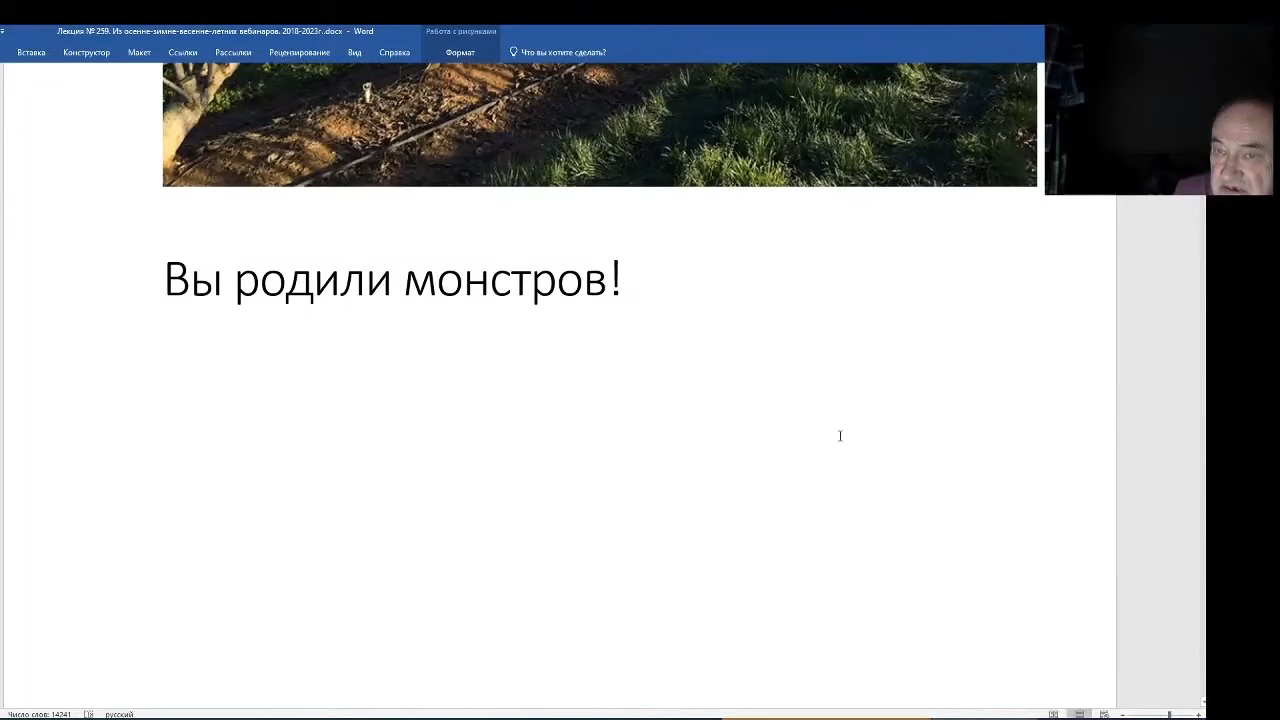 Лекция № 259. Из осенне-зимне-весенне-летних вебинаров. 2018-2023г..docx - Word
Работа с рисунками
Вставка Конструктор Макет Ссылки Рассылки Рецензирование Вид Справка Формат Что вы хотите сделать?
Вы родили монстров!
Число слов: 14241 русский